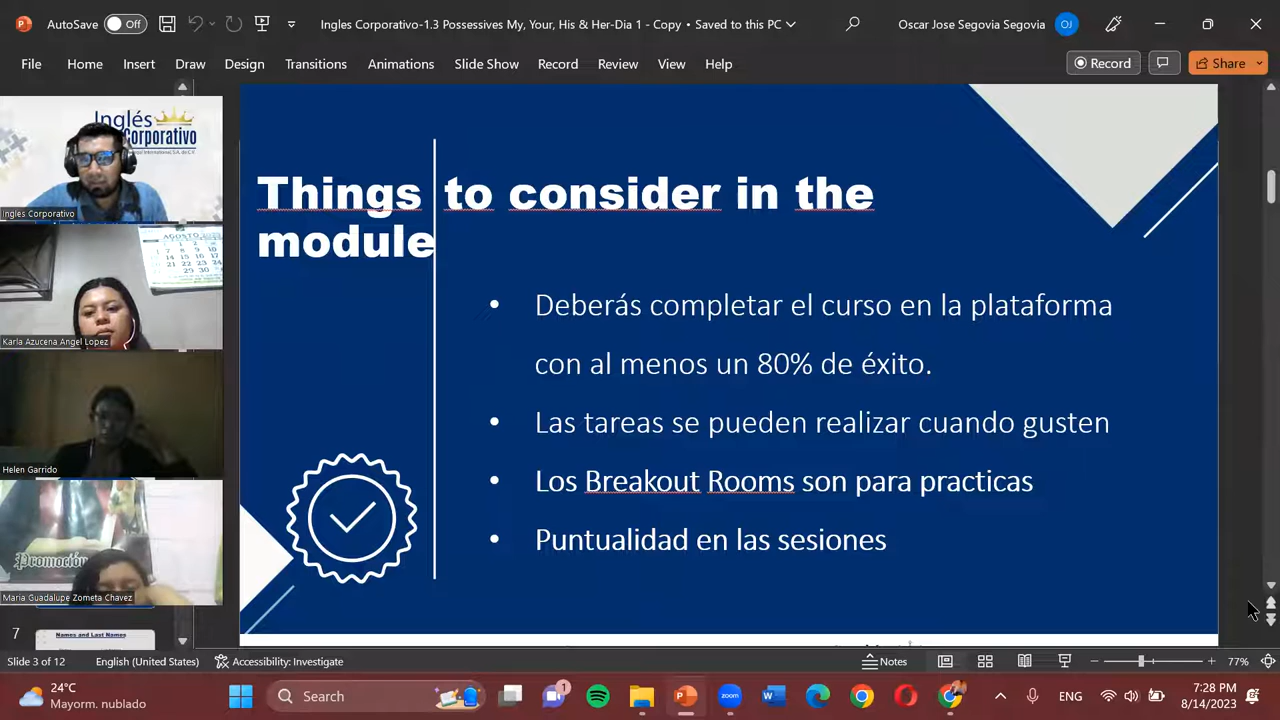 AutoSave Off
Ingles Corporativo-1.3 Possessives My, Your, His & Her-Dia 1 - Copy • Saved to this PC
Oscar Jose Segovia Segovia
OJ
File Home Insert Draw Design Transitions Animations Slide Show Record Review View Help
Record
Share
Inglés
Corporativo
Ingles Corporativo
AGOSTO
Karla Azucena Angel Lopez
Helen Garrido
Promoción
Maria Guadalupe Zometa Chavez
7
Names and Last Names
Things to consider in the
module
• Deberás completar el curso en la plataforma
con al menos un 80% de éxito.
• Las tareas se pueden realizar cuando gusten
• Los Breakout Rooms son para practicas
• Puntualidad en las sesiones
Slide 3 of 12 English (United States) Accessibility: Investigate Notes 77%
24°C
Mayorm. nublado
Search
1
zoom
ENG
7:28 PM
8/14/2023